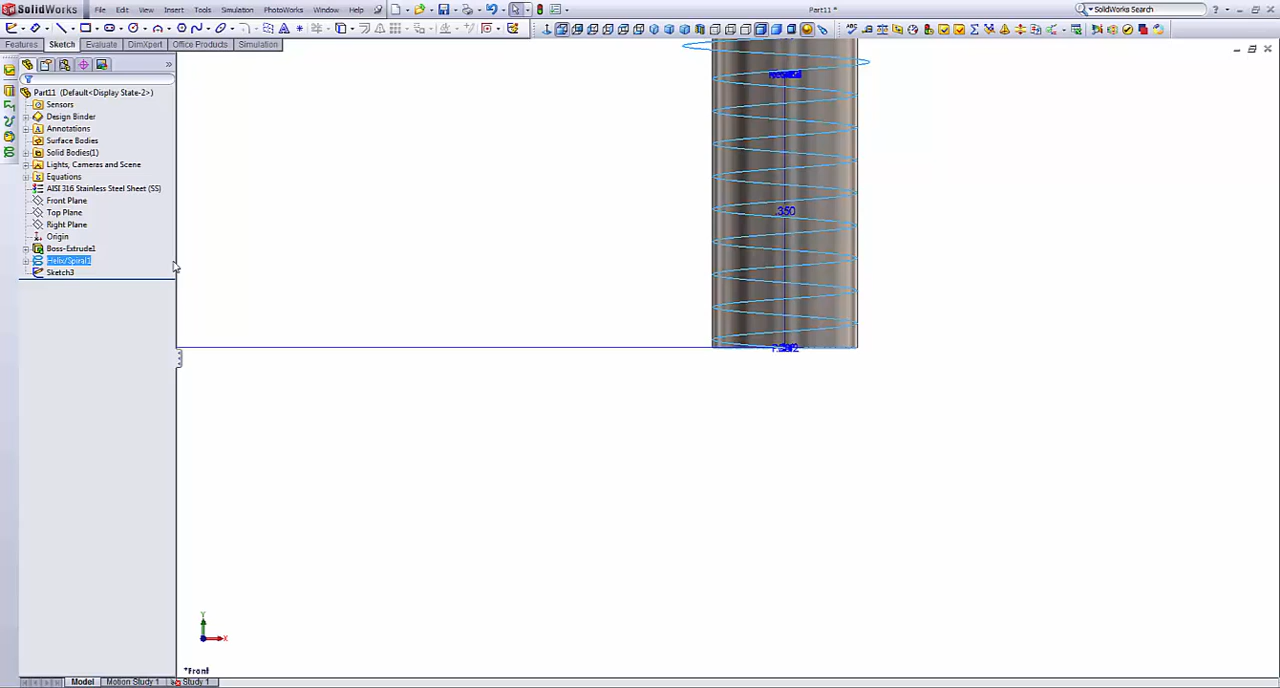 SolidWorks File Edit View Insert Tools Simulation PhotoWorks Window Help Part11 * SolidWorks Search
Features Sketch Evaluate DimXpert Office Products Simulation
Part11 (Default<Display State-2>)
Sensors
Design Binder
Annotations
Surface Bodies
Solid Bodies(1)
Lights, Cameras and Scene
Equations
AISI 316 Stainless Steel Sheet (SS)
Front Plane
Top Plane
Right Plane
Origin
Boss-Extrude1
Helix/Spiral1
Sketch3
.350
Y
X
*Front
Model Motion Study 1 Study 1